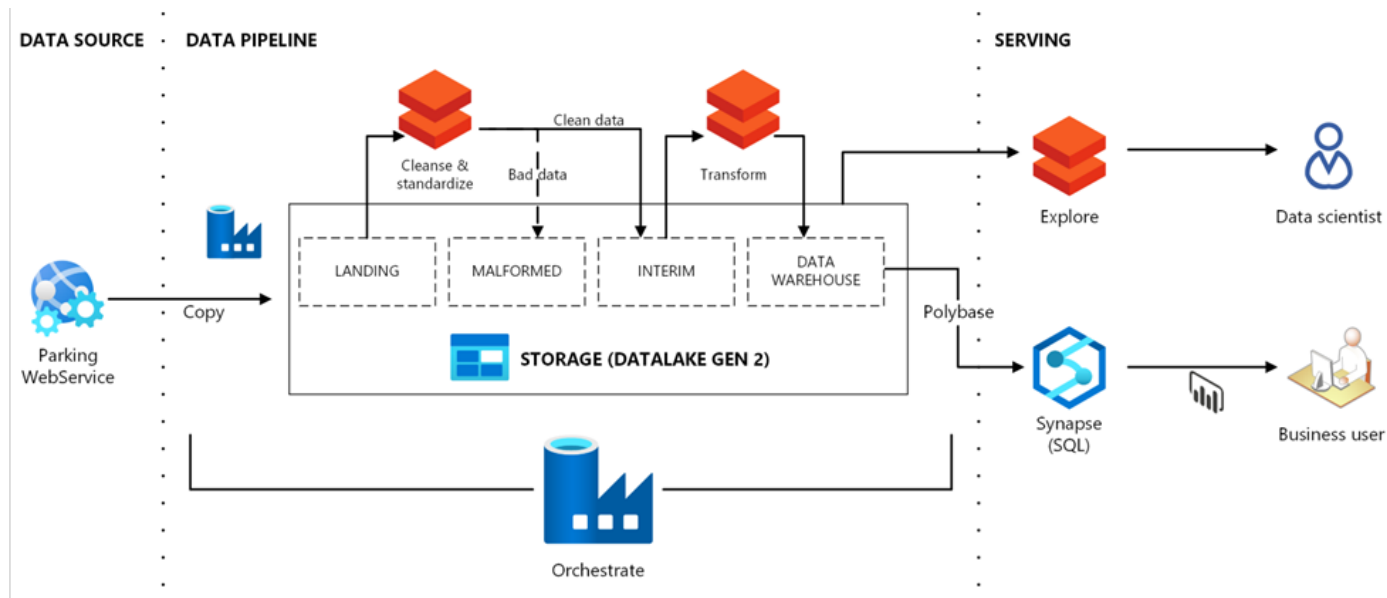 DATA SOURCE
DATA PIPELINE
SERVING
Clean data
Cleanse &
standardize
Bad data
Transform
Explore
Data scientist
LANDING
MALFORMED
INTERIM
DATA
WAREHOUSE
Copy
Polybase
Parking
WebService
STORAGE (DATALAKE GEN 2)
Synapse
(SQL)
Business user
Orchestrate